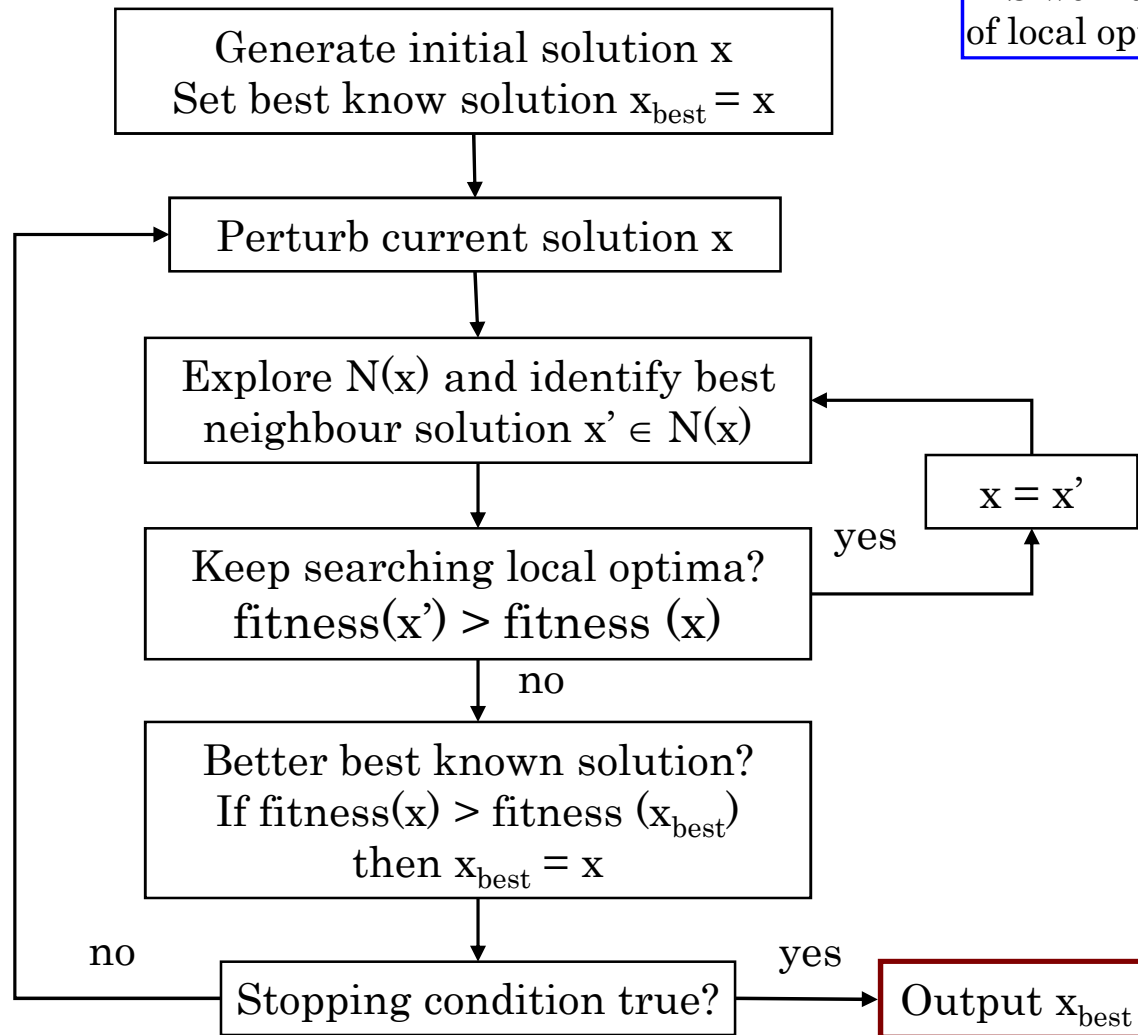 of local op
Generate initial solution x
Set best know solution x_best = x
Perturb current solution x
Explore N(x) and identify best
neighbour solution x’ ∈ N(x)
x = x’
yes
Keep searching local optima?
fitness(x’) > fitness (x)
no
Better best known solution?
If fitness(x) > fitness (x_best)
then x_best = x
no
yes
Stopping condition true?
Output x_best